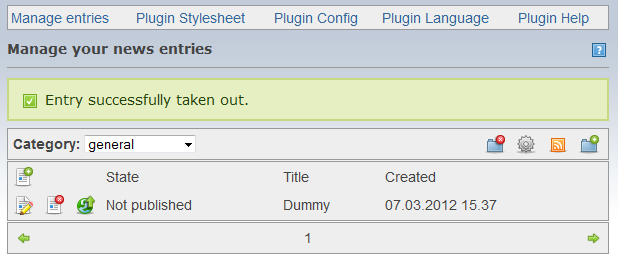 Manage entries Plugin Stylesheet Plugin Config Plugin Language Plugin Help
Manage your news entries
Entry successfully taken out.
Category: general
State Title Created
Not published Dummy 07.03.2012 15.37
1